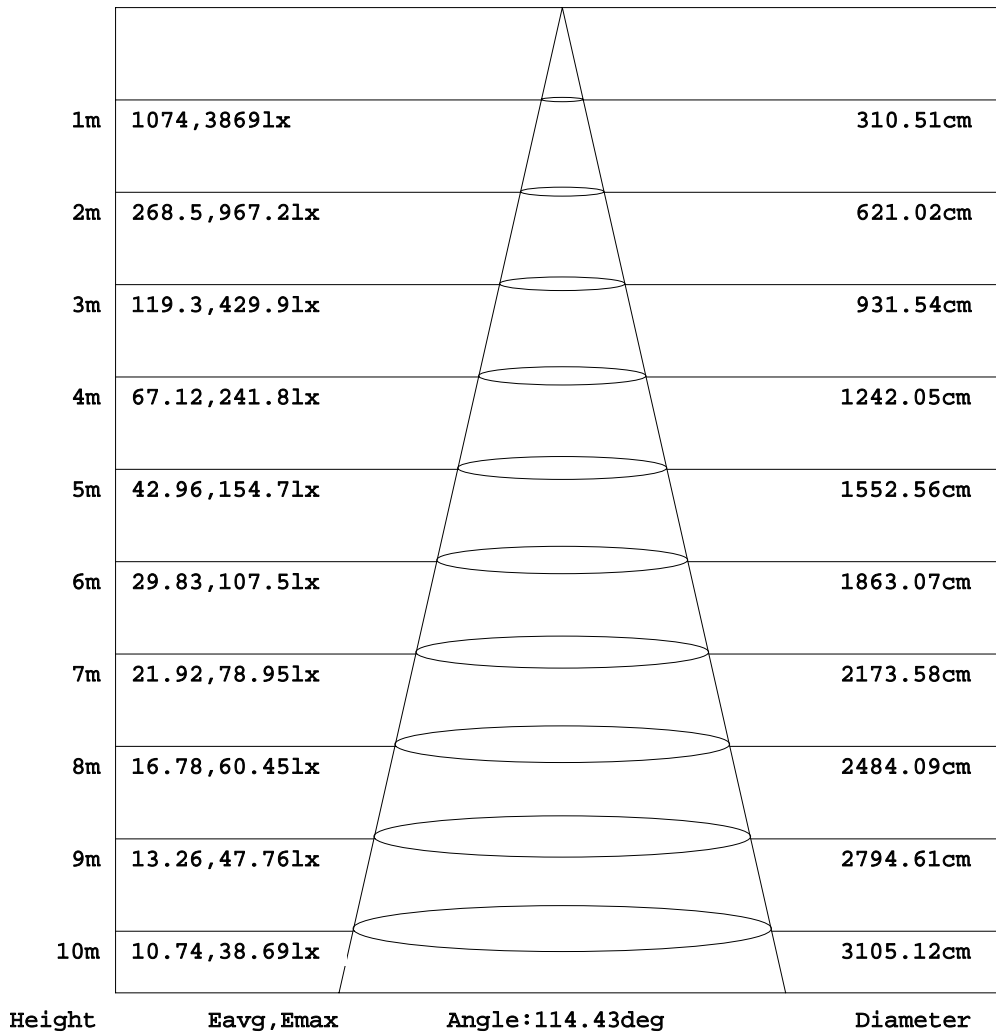 1m 1074,3869lx 310.51cm
2m 268.5,967.2lx 621.02cm
3m 119.3,429.9lx 931.54cm
4m 67.12,241.8lx 1242.05cm
5m 42.96,154.7lx 1552.56cm
6m 29.83,107.5lx 1863.07cm
7m 21.92,78.95lx 2173.58cm
8m 16.78,60.45lx 2484.09cm
9m 13.26,47.76lx 2794.61cm
10m 10.74,38.69lx 3105.12cm
Height Eavg,Emax Angle:114.43deg Diameter